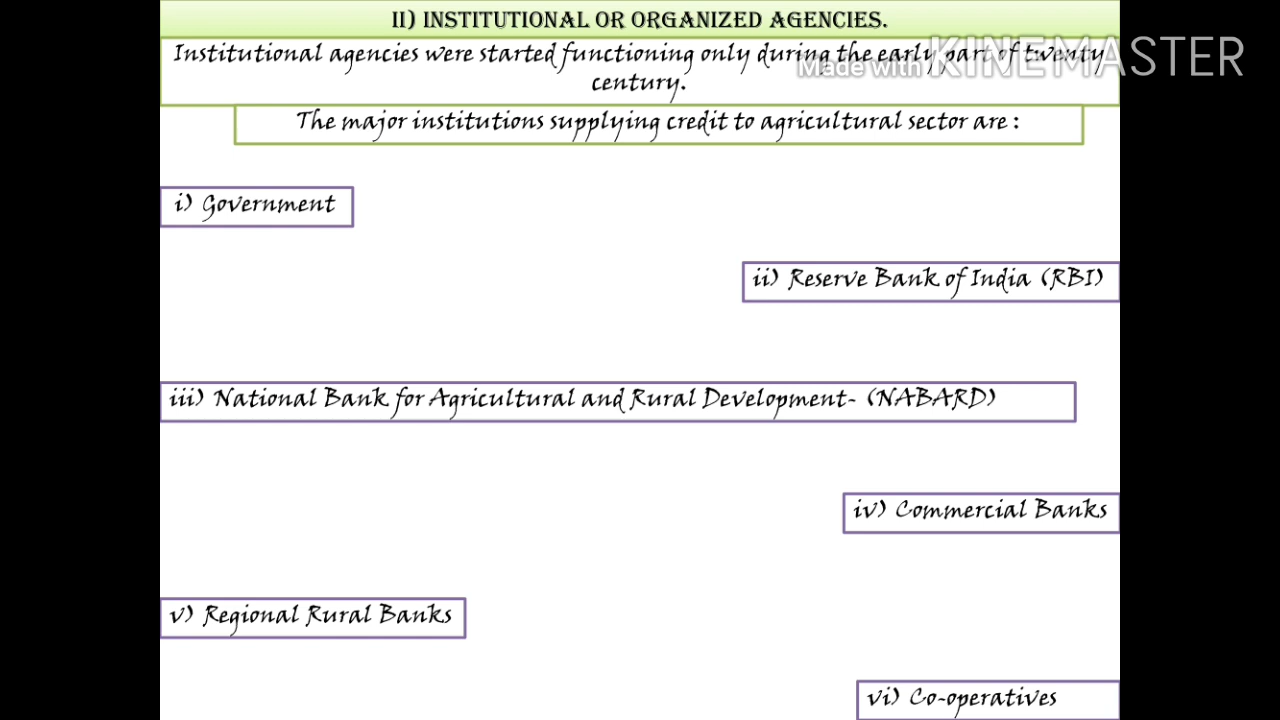 II) INSTITUTIONAL OR ORGANIZED AGENCIES.
Institutional agencies were started functioning only during the early part of twenty
century.
Made with KINEMASTER
The major institutions supplying credit to agricultural sector are :
i) Government
ii) Reserve Bank of India (RBI)
iii) National Bank for Agricultural and Rural Development- (NABARD)
iv) Commercial Banks
v) Regional Rural Banks
vi) Co-operatives